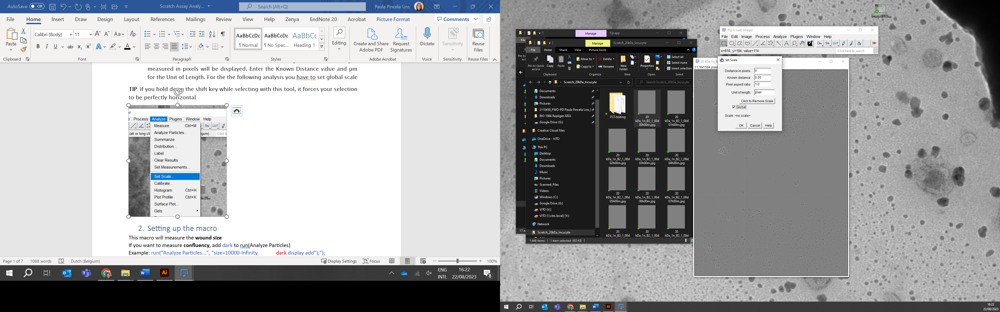 AutoSave Off Scratch Assay Analy... Search (Alt+Q) Paula Pincela Lins
File Home Insert Draw Design Layout References Mailings Review View Help Zenya EndNote 20 Acrobat Picture Format Comments
Paste Calibri (Body) 11 AaBbCcDc AaBbCcDc AaBbCc
¶ Normal ¶ No Spac... Heading 1
Editing Create and Share Adobe PDF Request Signatures Dictate Sensitivity Reuse Files
Clipboard Font Paragraph Styles Adobe Acrobat Voice Sensitivity Reuse Files
measured in pixels will be displayed. Enter the Known Distance value and µm
for the Unit of Length. For the the following analysis you have to set global scale
TIP: If you hold down the shift key while selecting with this tool, it forces your selection
to be perfectly horizontal
Process Analyze Plugins Window Help
Measure Ctrl+M
Stk LUT
Analyze Particles...
(alt or long cli
igure) Click h
Summarize
Distribution...
Label
Clear Results
Set Measurements...
Set Scale...
Calibrate...
Histogram Ctrl+H
Plot Profile Ctrl+K
Surface Plot...
Gels
2. Setting up the macro
This macro will measure the wound size
If you want to measure confluency, add dark to run(Analyze Particles)
Example: run("Analyze Particles...", "size=10000-Infinity dark display add");");
Page 1 of 7 1088 words Dutch (Belgium) Display Settings Focus 100%
ENG
INTL
16:22
22/08/2023
8
image_1334...
Manage Fiji.app
File
Manage Scratch_20kDa_Incucyte
File Home Share View Picture Tools
Pin to Quick access Copy Paste Move to Copy to Delete Rename New folder Properties Select all
Select none
Invert selection
Clipboard Organize New Open Select
Scratch_20kDa_Incucyte Search Scratch_20kDa_Incucyte
Documents
Downloads
Pictures
2110459_FWO-PD Paula Pincela Lins_I
BIO 1986 Repligen KR2i
Google Drive (G:)
Creative Cloud Files
OneDrive - VITO
This PC
Desktop
Documents
Downloads
Music
Pictures
Scanned_Files
Videos
Windows (C:)
Google Drive (G:)
VITO (V:)
VITO (\\vito.local) (Y:)
Network
Scratch_20kDa_Incucyte
FCS testing
20 kDa_1n_B2_1_00d00h00m.jpg
20 kDa_1n_B2_1_00d01h00m.jpg
20 kDa_1n_B2_1_00d02h00m.jpg
20 kDa_1n_B2_1_00d03h00m.jpg
20 kDa_1n_B2_1_00d04h00m.jpg
20 kDa_1n_B2_1_00d05h00m.jpg
20 kDa_1n_B2_1_00d06h00m.jpg
20 kDa_1n_B2_1_00d07h00m.jpg
20 kDa_1n_B2_1_00d
20 kDa_1n_B2_1_00d
20 kDa_1n_B2_1_00d
17 ite
1.446 items 1 item selected 883 KB
(Fiji Is Just) ImageJ
File Edit Image Process Analyze Plugins Window Help
Dev Stk LUT
x=816, y=184, value=114 Click here to search
20 kDa_1n_B
1176x1584 pixel
Set Scale
Distance in pixels: 0
Known distance: 0.00
Pixel aspect ratio: 1.0
Unit of length: pixel
Click to Remove Scale
Global
Scale: <no scale>
OK Cancel Help
16:22
22/08/2023